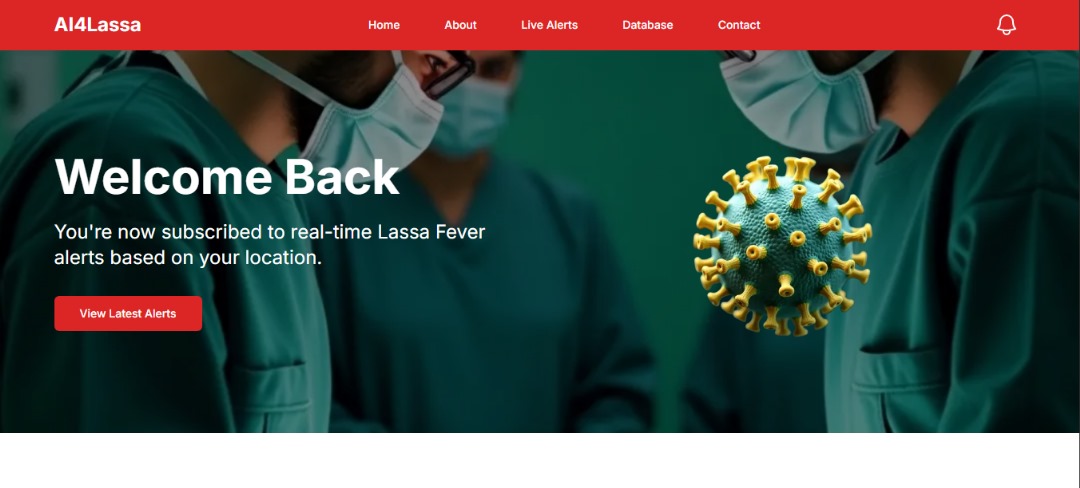 AI4Lassa
Home
About
Live Alerts
Database
Contact
Welcome Back
You're now subscribed to real-time Lassa Fever
alerts based on your location.
View Latest Alerts